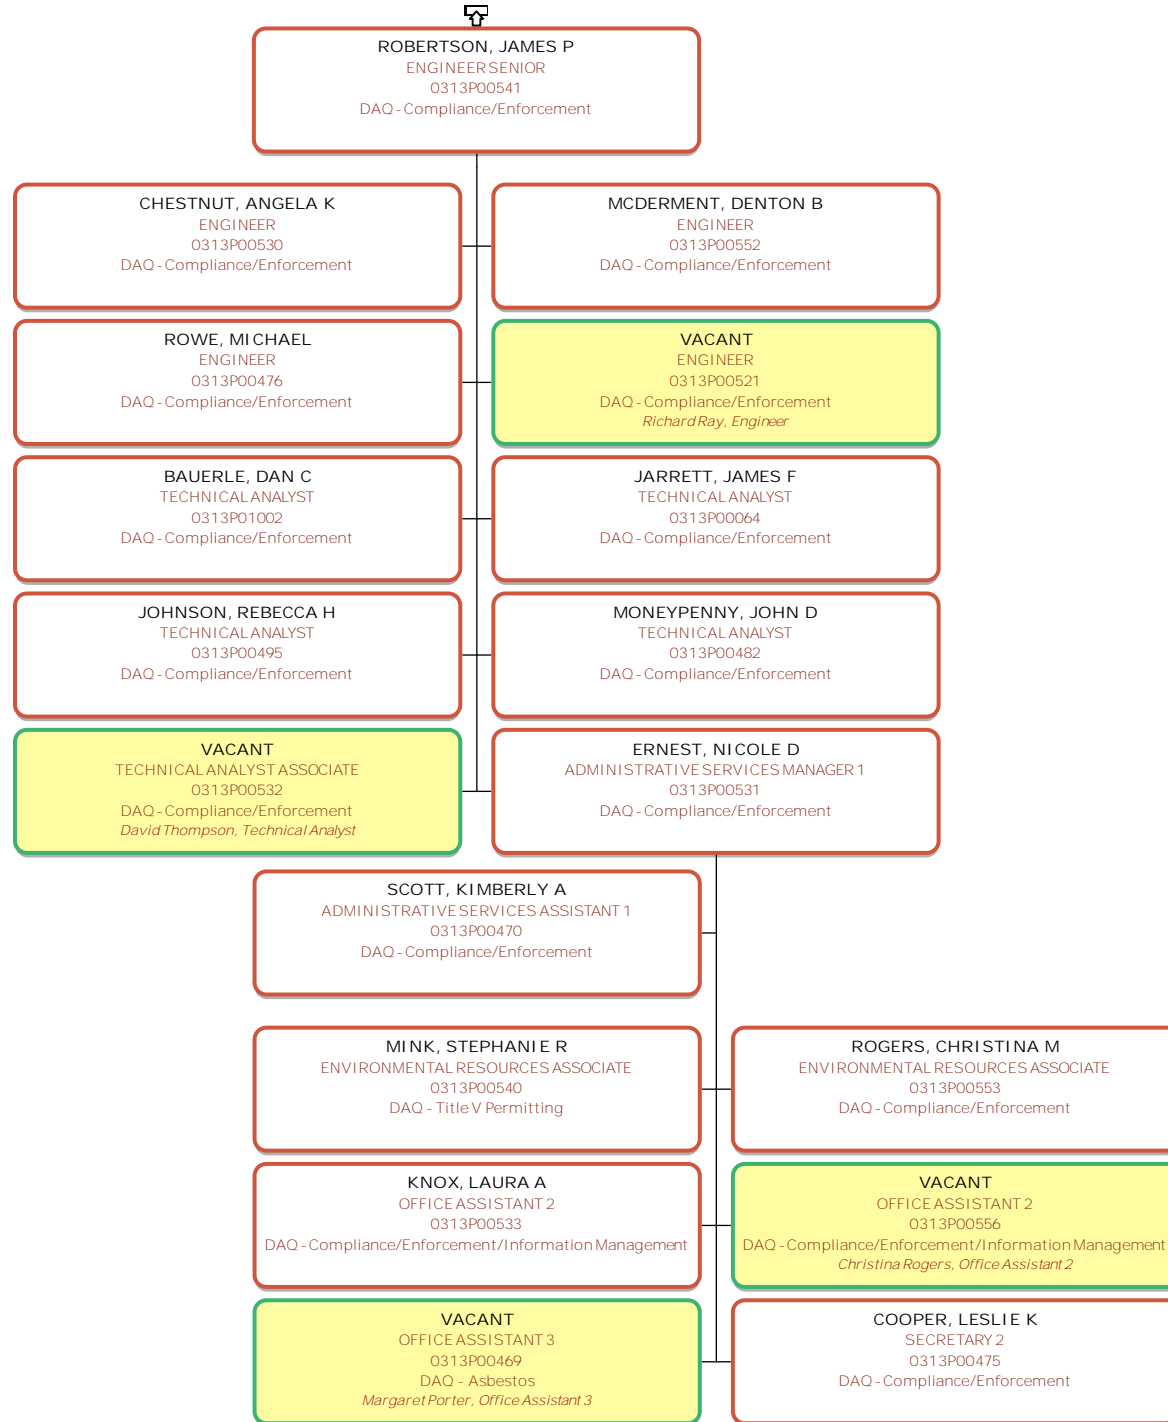 ROBERTSON, JAMES P
ENGINEER SENIOR
0313P00541
DAQ - Compliance/Enforcement
CHESTNUT, ANGELA K
ENGINEER
0313P00530
DAQ - Compliance/Enforcement
MCDERMENT, DENTON B
ENGINEER
0313P00552
DAQ - Compliance/Enforcement
ROWE, MICHAEL
ENGINEER
0313P00476
DAQ - Compliance/Enforcement
VACANT
ENGINEER
0313P00521
DAQ - Compliance/Enforcement
Richard Ray, Engineer
BAUERLE, DAN C
TECHNICAL ANALYST
0313P01002
DAQ - Compliance/Enforcement
JARRETT, JAMES F
TECHNICAL ANALYST
0313P00064
DAQ - Compliance/Enforcement
JOHNSON, REBECCA H
TECHNICAL ANALYST
0313P00495
DAQ - Compliance/Enforcement
MONEYPENNY, JOHN D
TECHNICAL ANALYST
0313P00482
DAQ - Compliance/Enforcement
VACANT
TECHNICAL ANALYST ASSOCIATE
0313P00532
DAQ - Compliance/Enforcement
David Thompson, Technical Analyst
ERNEST, NICOLE D
ADMINISTRATIVE SERVICES MANAGER 1
0313P00531
DAQ - Compliance/Enforcement
SCOTT, KIMBERLY A
ADMINISTRATIVE SERVICES ASSISTANT 1
0313P00470
DAQ - Compliance/Enforcement
MINK, STEPHANIE R
ENVIRONMENTAL RESOURCES ASSOCIATE
0313P00540
DAQ - Title V Permitting
ROGERS, CHRISTINA M
ENVIRONMENTAL RESOURCES ASSOCIATE
0313P00553
DAQ - Compliance/Enforcement
KNOX, LAURA A
OFFICE ASSISTANT 2
0313P00533
DAQ - Compliance/Enforcement/Information Management
VACANT
OFFICE ASSISTANT 2
0313P00556
DAQ - Compliance/Enforcement/Information Management
Christina Rogers, Office Assistant 2
VACANT
OFFICE ASSISTANT 3
0313P00469
DAQ - Asbestos
Margaret Porter, Office Assistant 3
COOPER, LESLIE K
SECRETARY 2
0313P00475
DAQ - Compliance/Enforcement